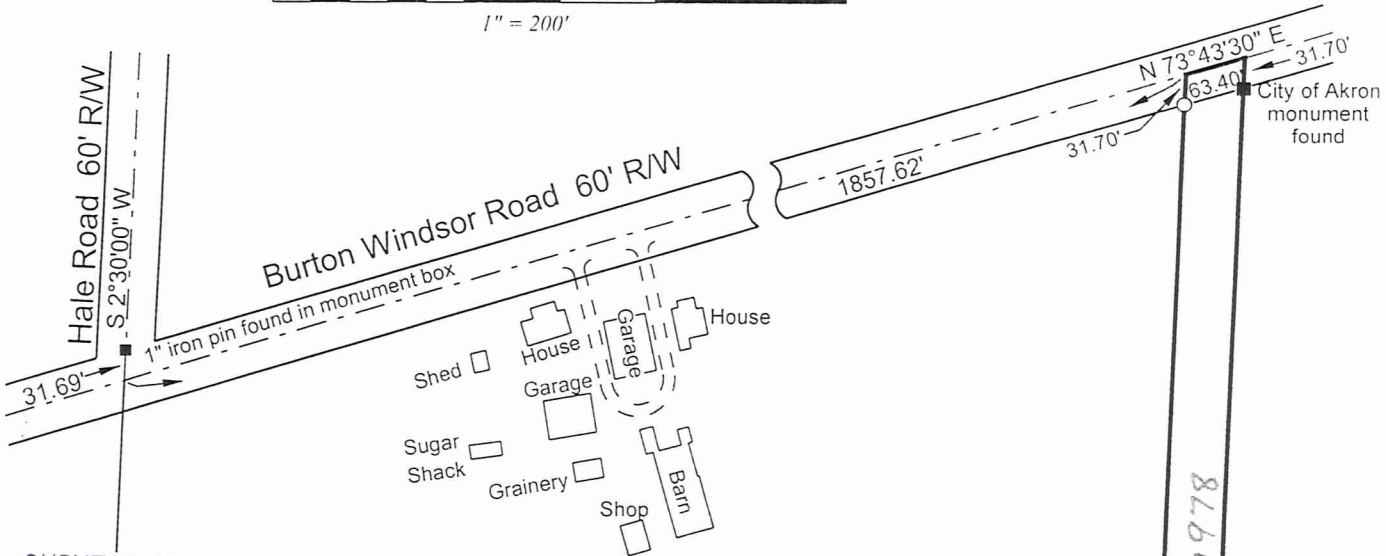 1" = 200'
Hale Road 60' R/W
S 2°30'00" W
Burton Windsor Road 60' R/W
1" iron pin found in monument box
31.69'
1857.62'
N 73°43'30" E
31.70'
63.40'
31.70'
City of Akron
monument
found
House
Garage
House
Shed
Garage
Sugar
Shack
Grainery
Barn
Shop